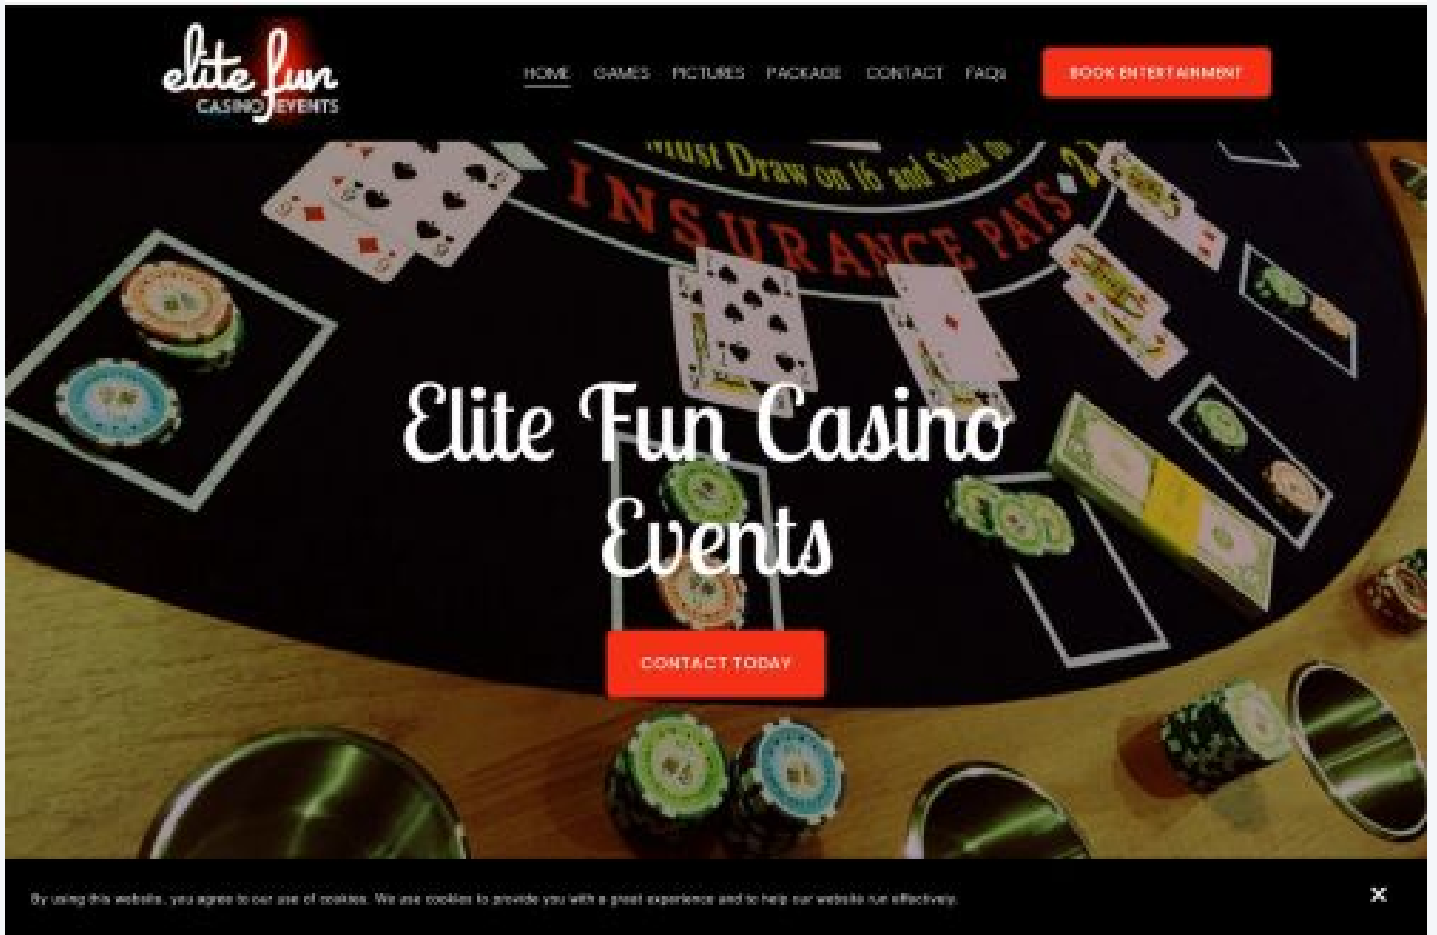 elite fun
CASINO EVENTS
HOME GAMES PICTURES PACKAGE CONTACT FAQs BOOK ENTERTAINMENT
Must Draw on 16 and Stand on
INSURANCE PAYS
Elite Fun Casino
Events
CONTACT TODAY
By using this website, you agree to our use of cookies. We use cookies to provide you with a great experience and to help our website run effectively. X